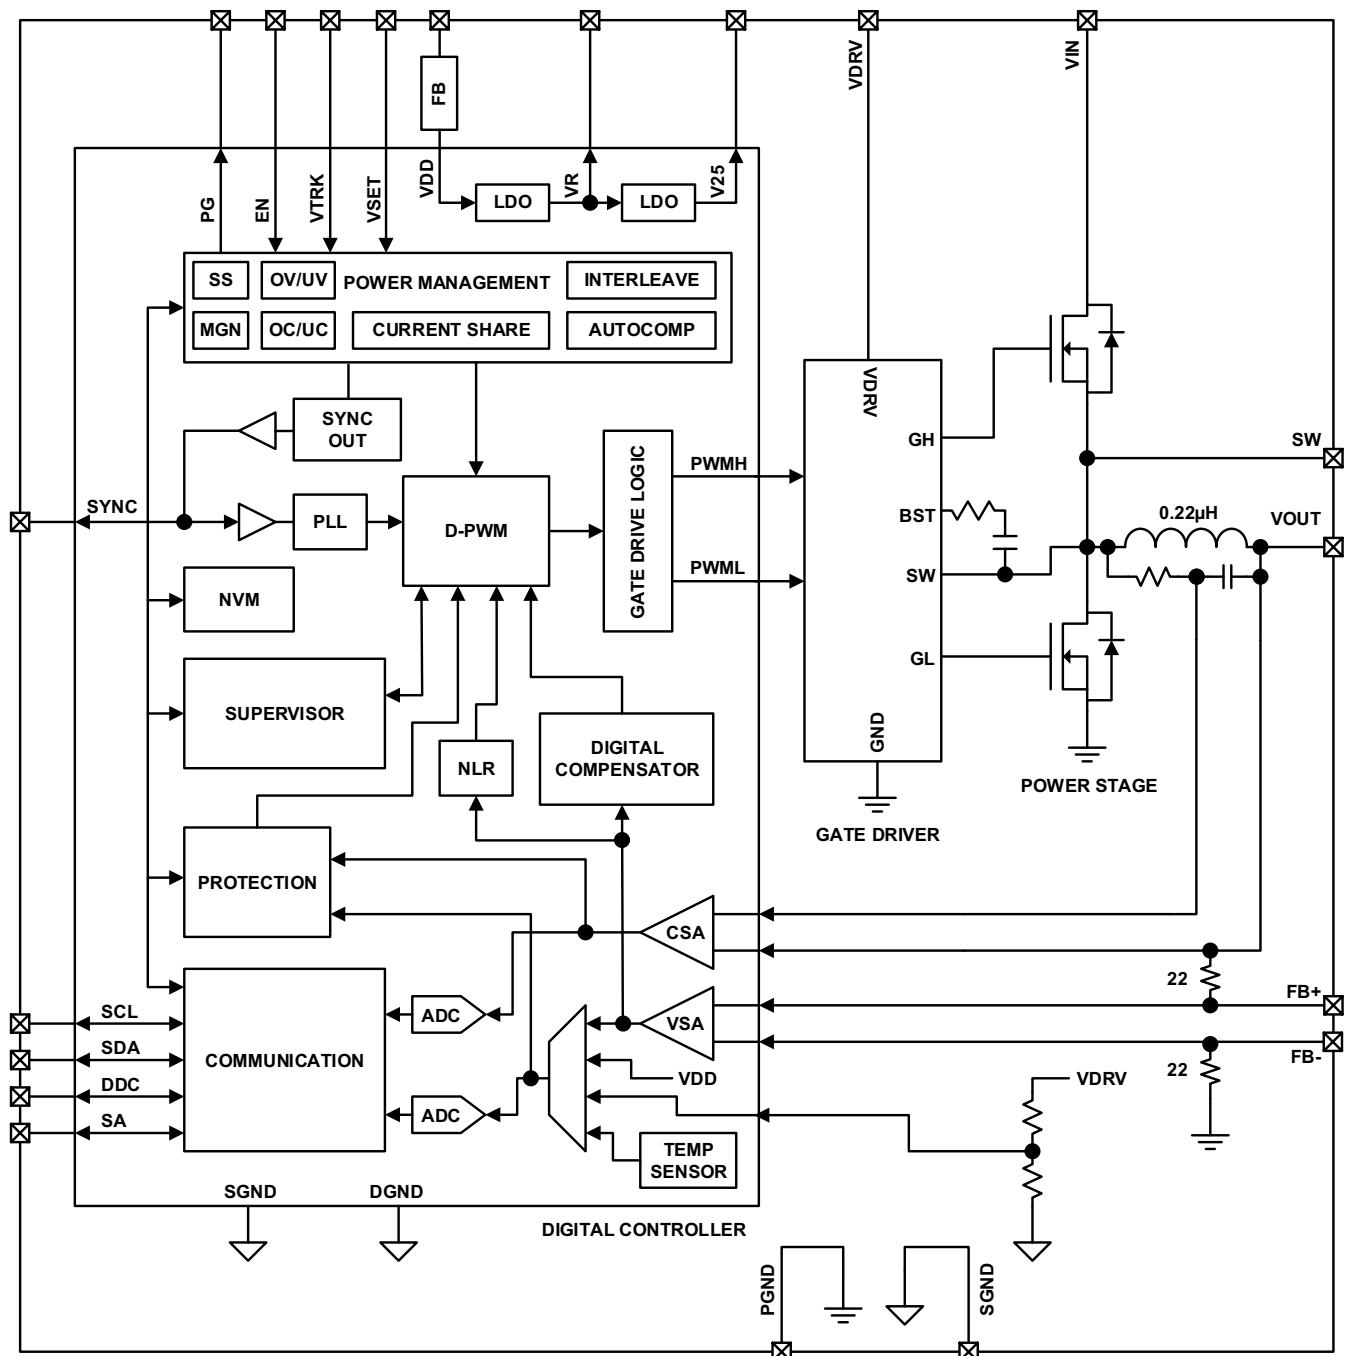 VDRV
VIN
FB
PG
EN
VTRK
VSET
VDD
VR
V25
LDO
LDO
SS
OV/UV
POWER MANAGEMENT
INTERLEAVE
MGN
OC/UC
CURRENT SHARE
AUTOCOMP
VDRV
SYNC
OUT
GH
SW
GATE DRIVE LOGIC
PWMH
SYNC
PLL
D-PWM
BST
0.22µH
VOUT
PWML
SW
NVM
GL
SUPERVISOR
GND
NLR
DIGITAL
COMPENSATOR
POWER STAGE
GATE DRIVER
PROTECTION
CSA
22
FB+
SCL
ADC
VSA
SDA
COMMUNICATION
FB-
VDD
22
VDRV
DDC
ADC
SA
TEMP
SENSOR
SGND
DGND
DIGITAL CONTROLLER
PGND
SGND